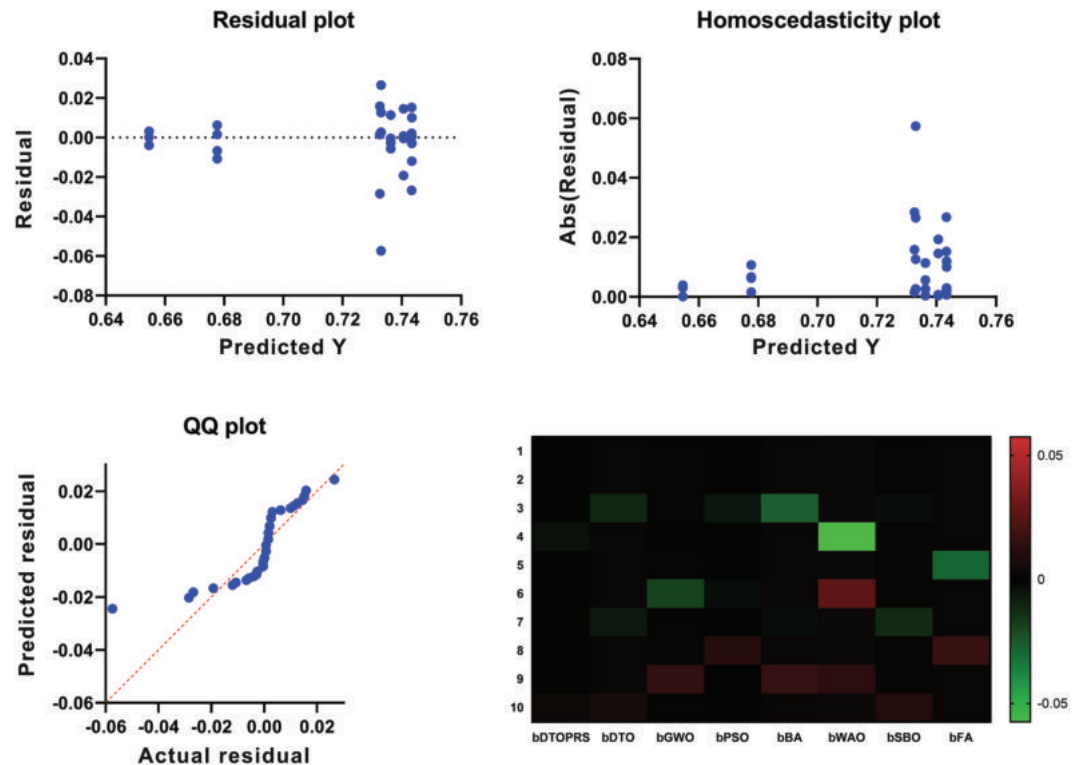 Residual plot
0.04
0.02
0.00
-0.02
-0.04
-0.06
-0.08
0.64 0.66 0.68 0.70 0.72 0.74 0.76
Residual
Predicted Y
Homoscedasticity plot
0.08
0.06
0.04
0.02
0.00
0.64 0.66 0.68 0.70 0.72 0.74 0.76
Abs(Residual)
Predicted Y
QQ plot
0.02
0.00
-0.02
-0.04
-0.06
-0.06 -0.04 -0.02 0.00 0.02
Predicted residual
Actual residual
1
2
3
4
5
6
7
8
9
10
bDTOPRS bDTO bGWO bPSO bBA bWAO bSBO bFA
0.05
0
-0.05